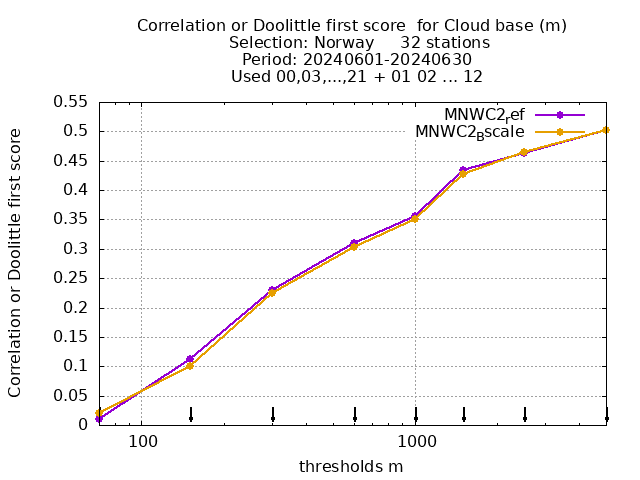 Correlation or Doolittle first score  for Cloud base (m)
Selection: Norway     32 stations
Period: 20240601-20240630
Used 00,03,...,21 + 01 02 ... 12
Correlation or Doolittle first score
0.55
0.5
0.45
0.4
0.35
0.3
0.25
0.2
0.15
0.1
0.05
0
MNWC2ref
MNWC2Bscale
100
1000
thresholds m